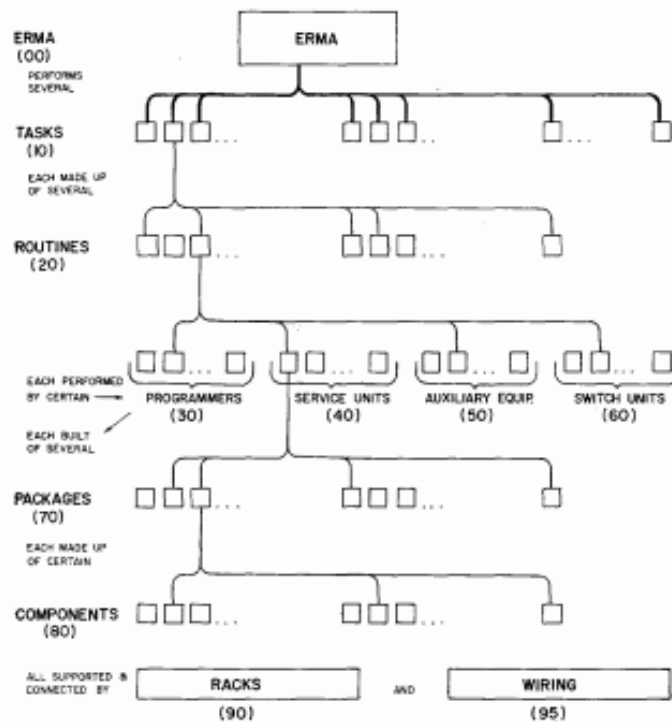 ERMA
(00)
ERMA
PERFORMS
SEVERAL
TASKS
(10)
EACH MADE UP
OF SEVERAL
ROUTINES
(20)
EACH PERFORMED
BY CERTAIN
PROGRAMMERS
(30)
SERVICE UNITS
(40)
AUXILIARY EQUIP.
(50)
SWITCH UNITS
(60)
EACH BUILT
OF SEVERAL
PACKAGES
(70)
EACH MADE UP
OF CERTAIN
COMPONENTS
(80)
ALL SUPPORTED &
CONNECTED BY
RACKS
(90)
AND
WIRING
(95)